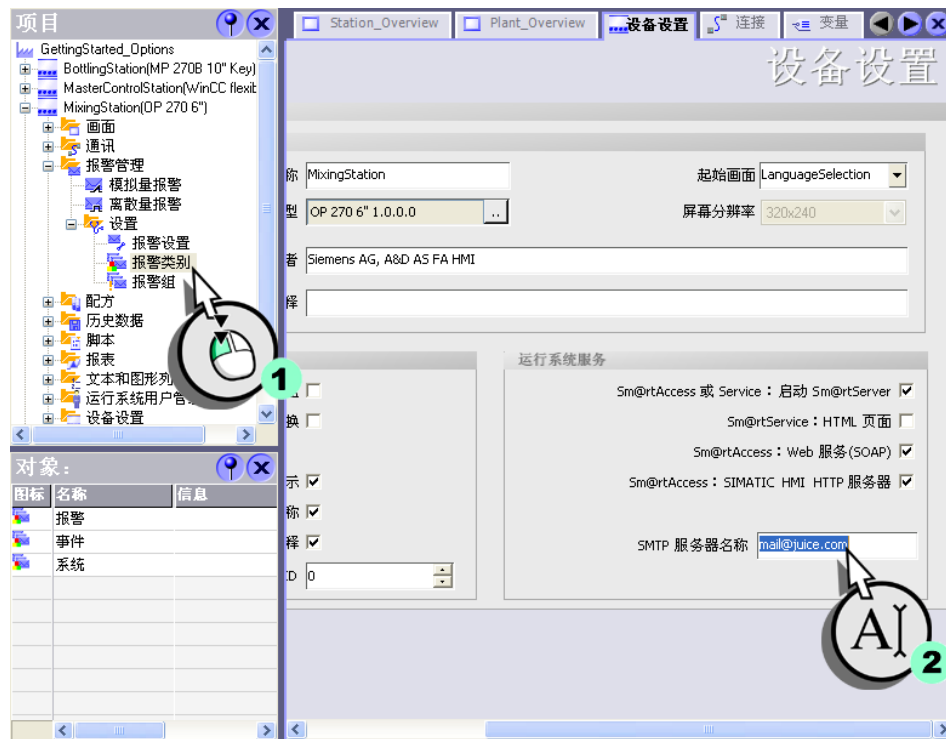 项目
GettingStarted_Options
BottlingStation(MP 270B 10" Key)
MasterControlStation(WinCC flexit
MixingStation(OP 270 6")
画面
通讯
报警管理
模拟量报警
离散量报警
设置
报警设置
报警类别
报警组
配方
历史数据
脚本
报表
文本和图形列
运行系统用户管
设备设置
1
对象:
图标 名称 信息
报警
事件
系统
Station_Overview Plant_Overview 设备设置 连接 变量
设备设置
称 MixingStation 起始画面 LanguageSelection
型 OP 270 6" 1.0.0.0 .. 屏幕分辨率 320x240
者 Siemens AG, A&D AS FA HMI
释
运行系统服务
Sm@rtAccess 或 Service：启动 Sm@rtServer
换 Sm@rtService：HTML 页面
Sm@rtAccess：Web 服务(SOAP)
示 Sm@rtAccess：SIMATIC HMI HTTP 服务器
称
释 SMTP 服务器名称 mail@juice.com
ID 0
AI
2